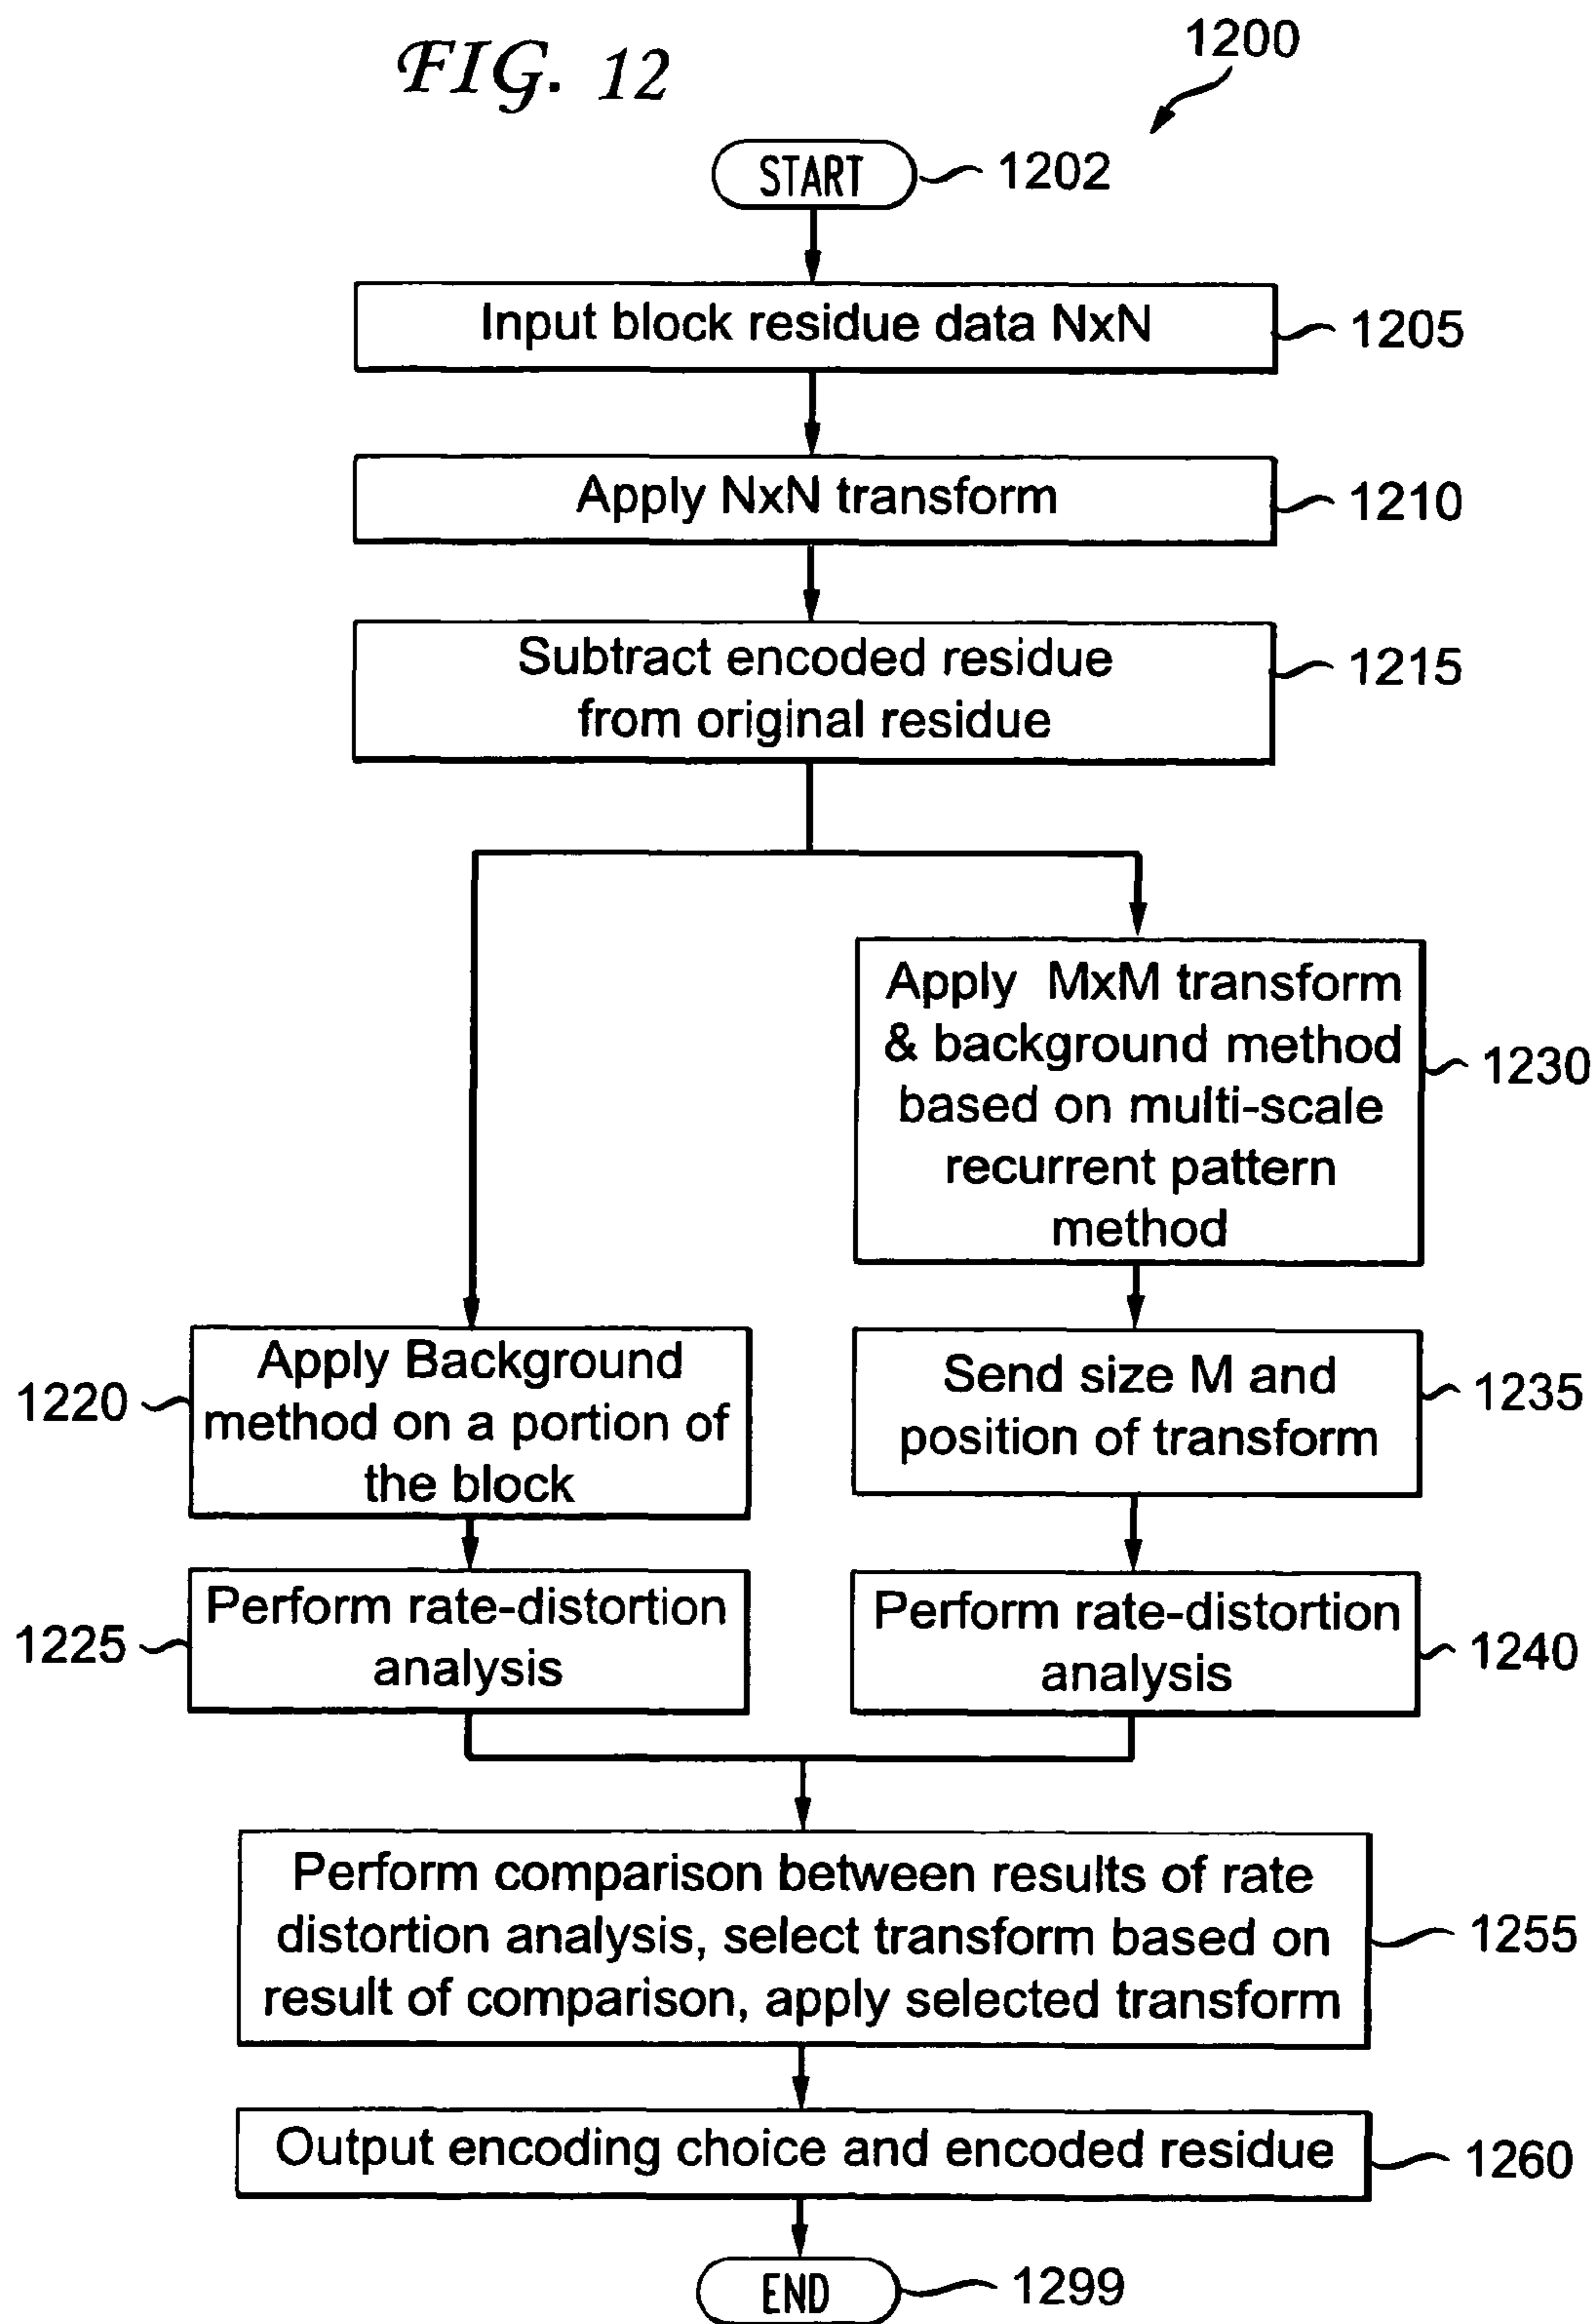 FIG. 12
1200
START
1202
Input block residue data NxN
1205
Apply NxN transform
1210
Subtract encoded residue
from original residue
1215
Apply MxM transform
& background method
based on multi-scale
recurrent pattern
method
1230
Apply Background
method on a portion of
the block
1220
Send size M and
position of transform
1235
Perform rate-distortion
analysis
1225
Perform rate-distortion
analysis
1240
Perform comparison between results of rate
distortion analysis, select transform based on
result of comparison, apply selected transform
1255
Output encoding choice and encoded residue
1260
END
1299